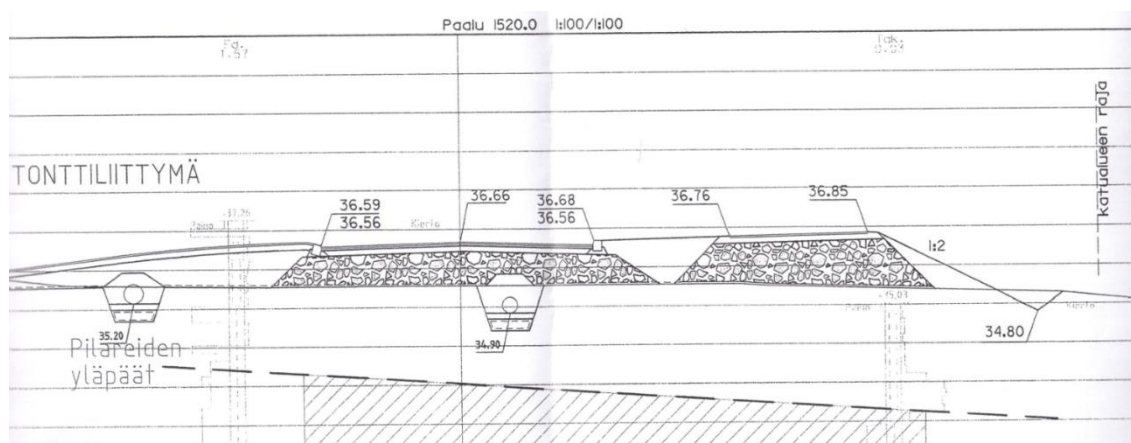 Paalu 1520.0 1:100/1:100
TONTTILIITTYMÄ
36.59
36.56
36.66
36.68
36.56
36.76
36.85
1:2
Katualueen raja
35.20
34.90
34.80
Pilareiden
yläpäät